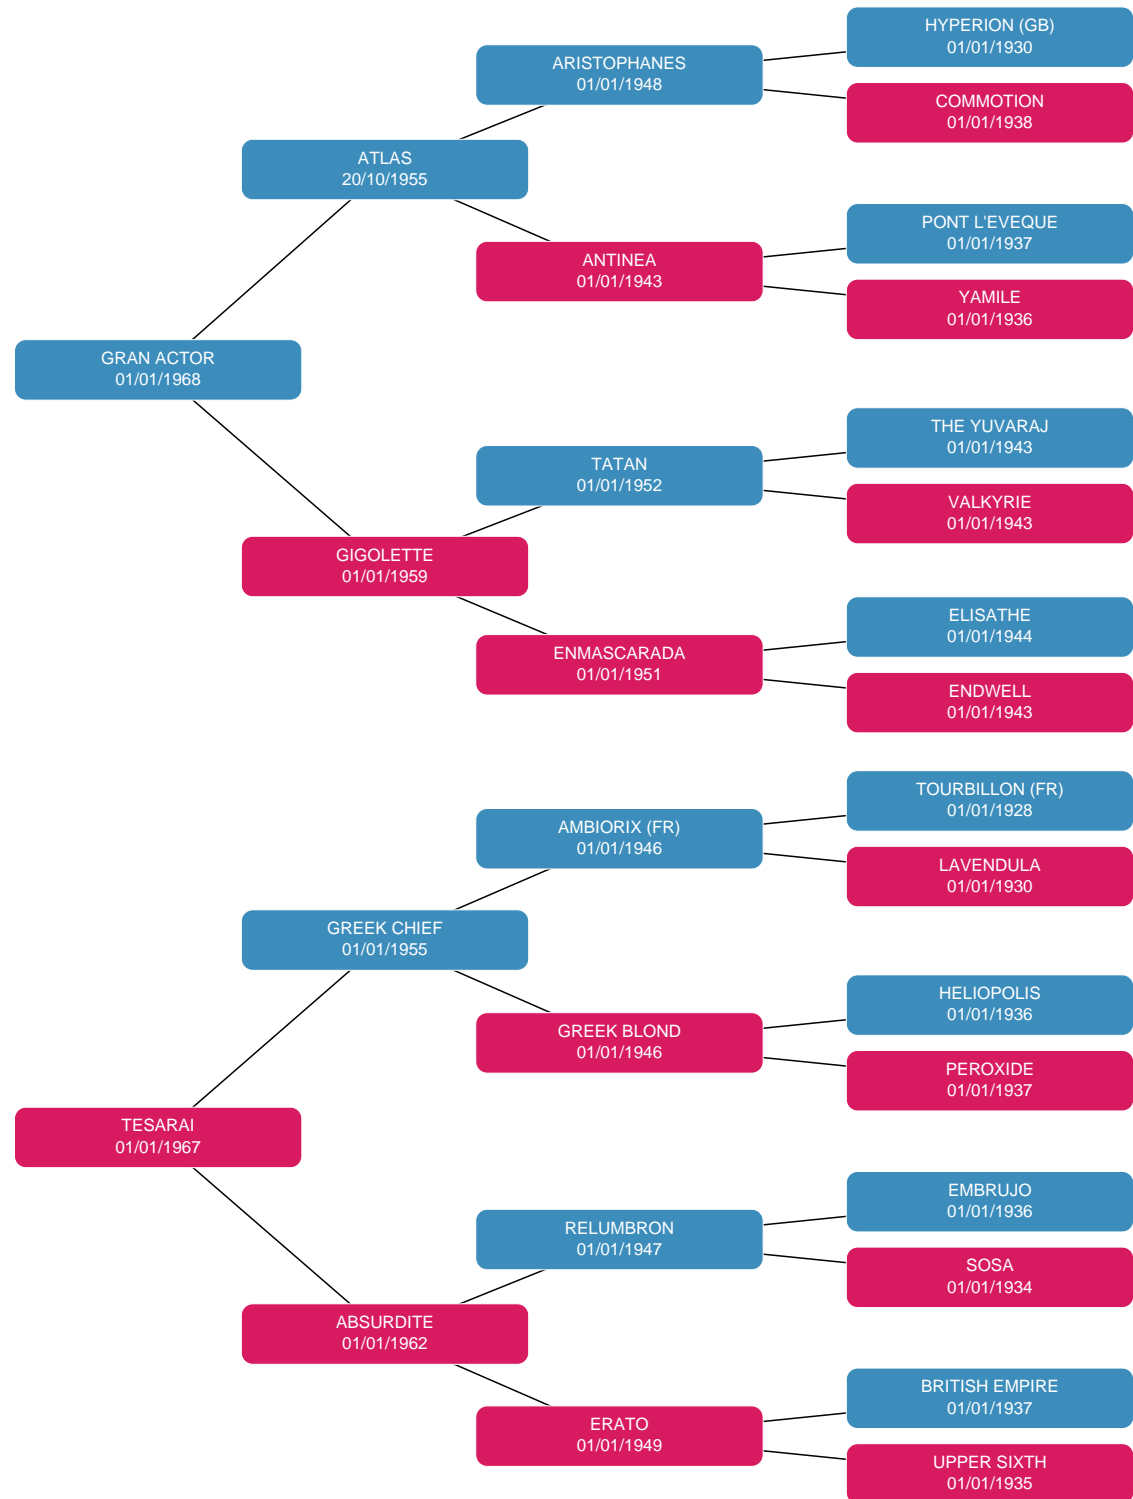 HYPERION (GB)
01/01/1930
ARISTOPHANES
01/01/1948
COMMOTION
01/01/1938
ATLAS
20/10/1955
PONT L'EVEQUE
01/01/1937
ANTINEA
01/01/1943
YAMILE
01/01/1936
GRAN ACTOR
01/01/1968
THE YUVARAJ
01/01/1943
TATAN
01/01/1952
VALKYRIE
01/01/1943
GIGOLETTE
01/01/1959
ELISATHE
01/01/1944
ENMASCARADA
01/01/1951
ENDWELL
01/01/1943
TOURBILLON (FR)
01/01/1928
AMBIORIX (FR)
01/01/1946
LAVENDULA
01/01/1930
GREEK CHIEF
01/01/1955
HELIOPOLIS
01/01/1936
GREEK BLOND
01/01/1946
PEROXIDE
01/01/1937
TESARAI
01/01/1967
EMBRUJO
01/01/1936
RELUMBRON
01/01/1947
SOSA
01/01/1934
ABSURDITE
01/01/1962
BRITISH EMPIRE
01/01/1937
ERATO
01/01/1949
UPPER SIXTH
01/01/1935